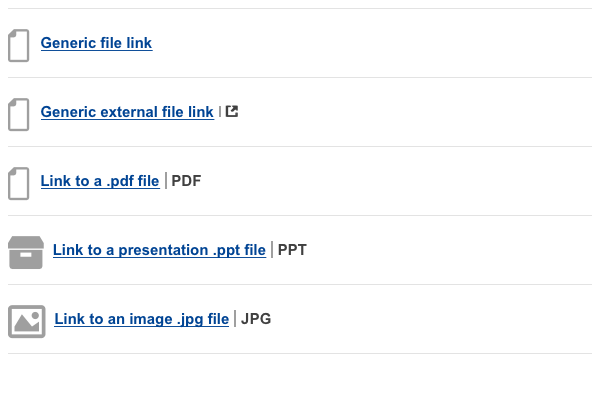 Generic file link
Generic external file link |
Link to a .pdf file | PDF
Link to a presentation .ppt file | PPT
Link to an image .jpg file | JPG